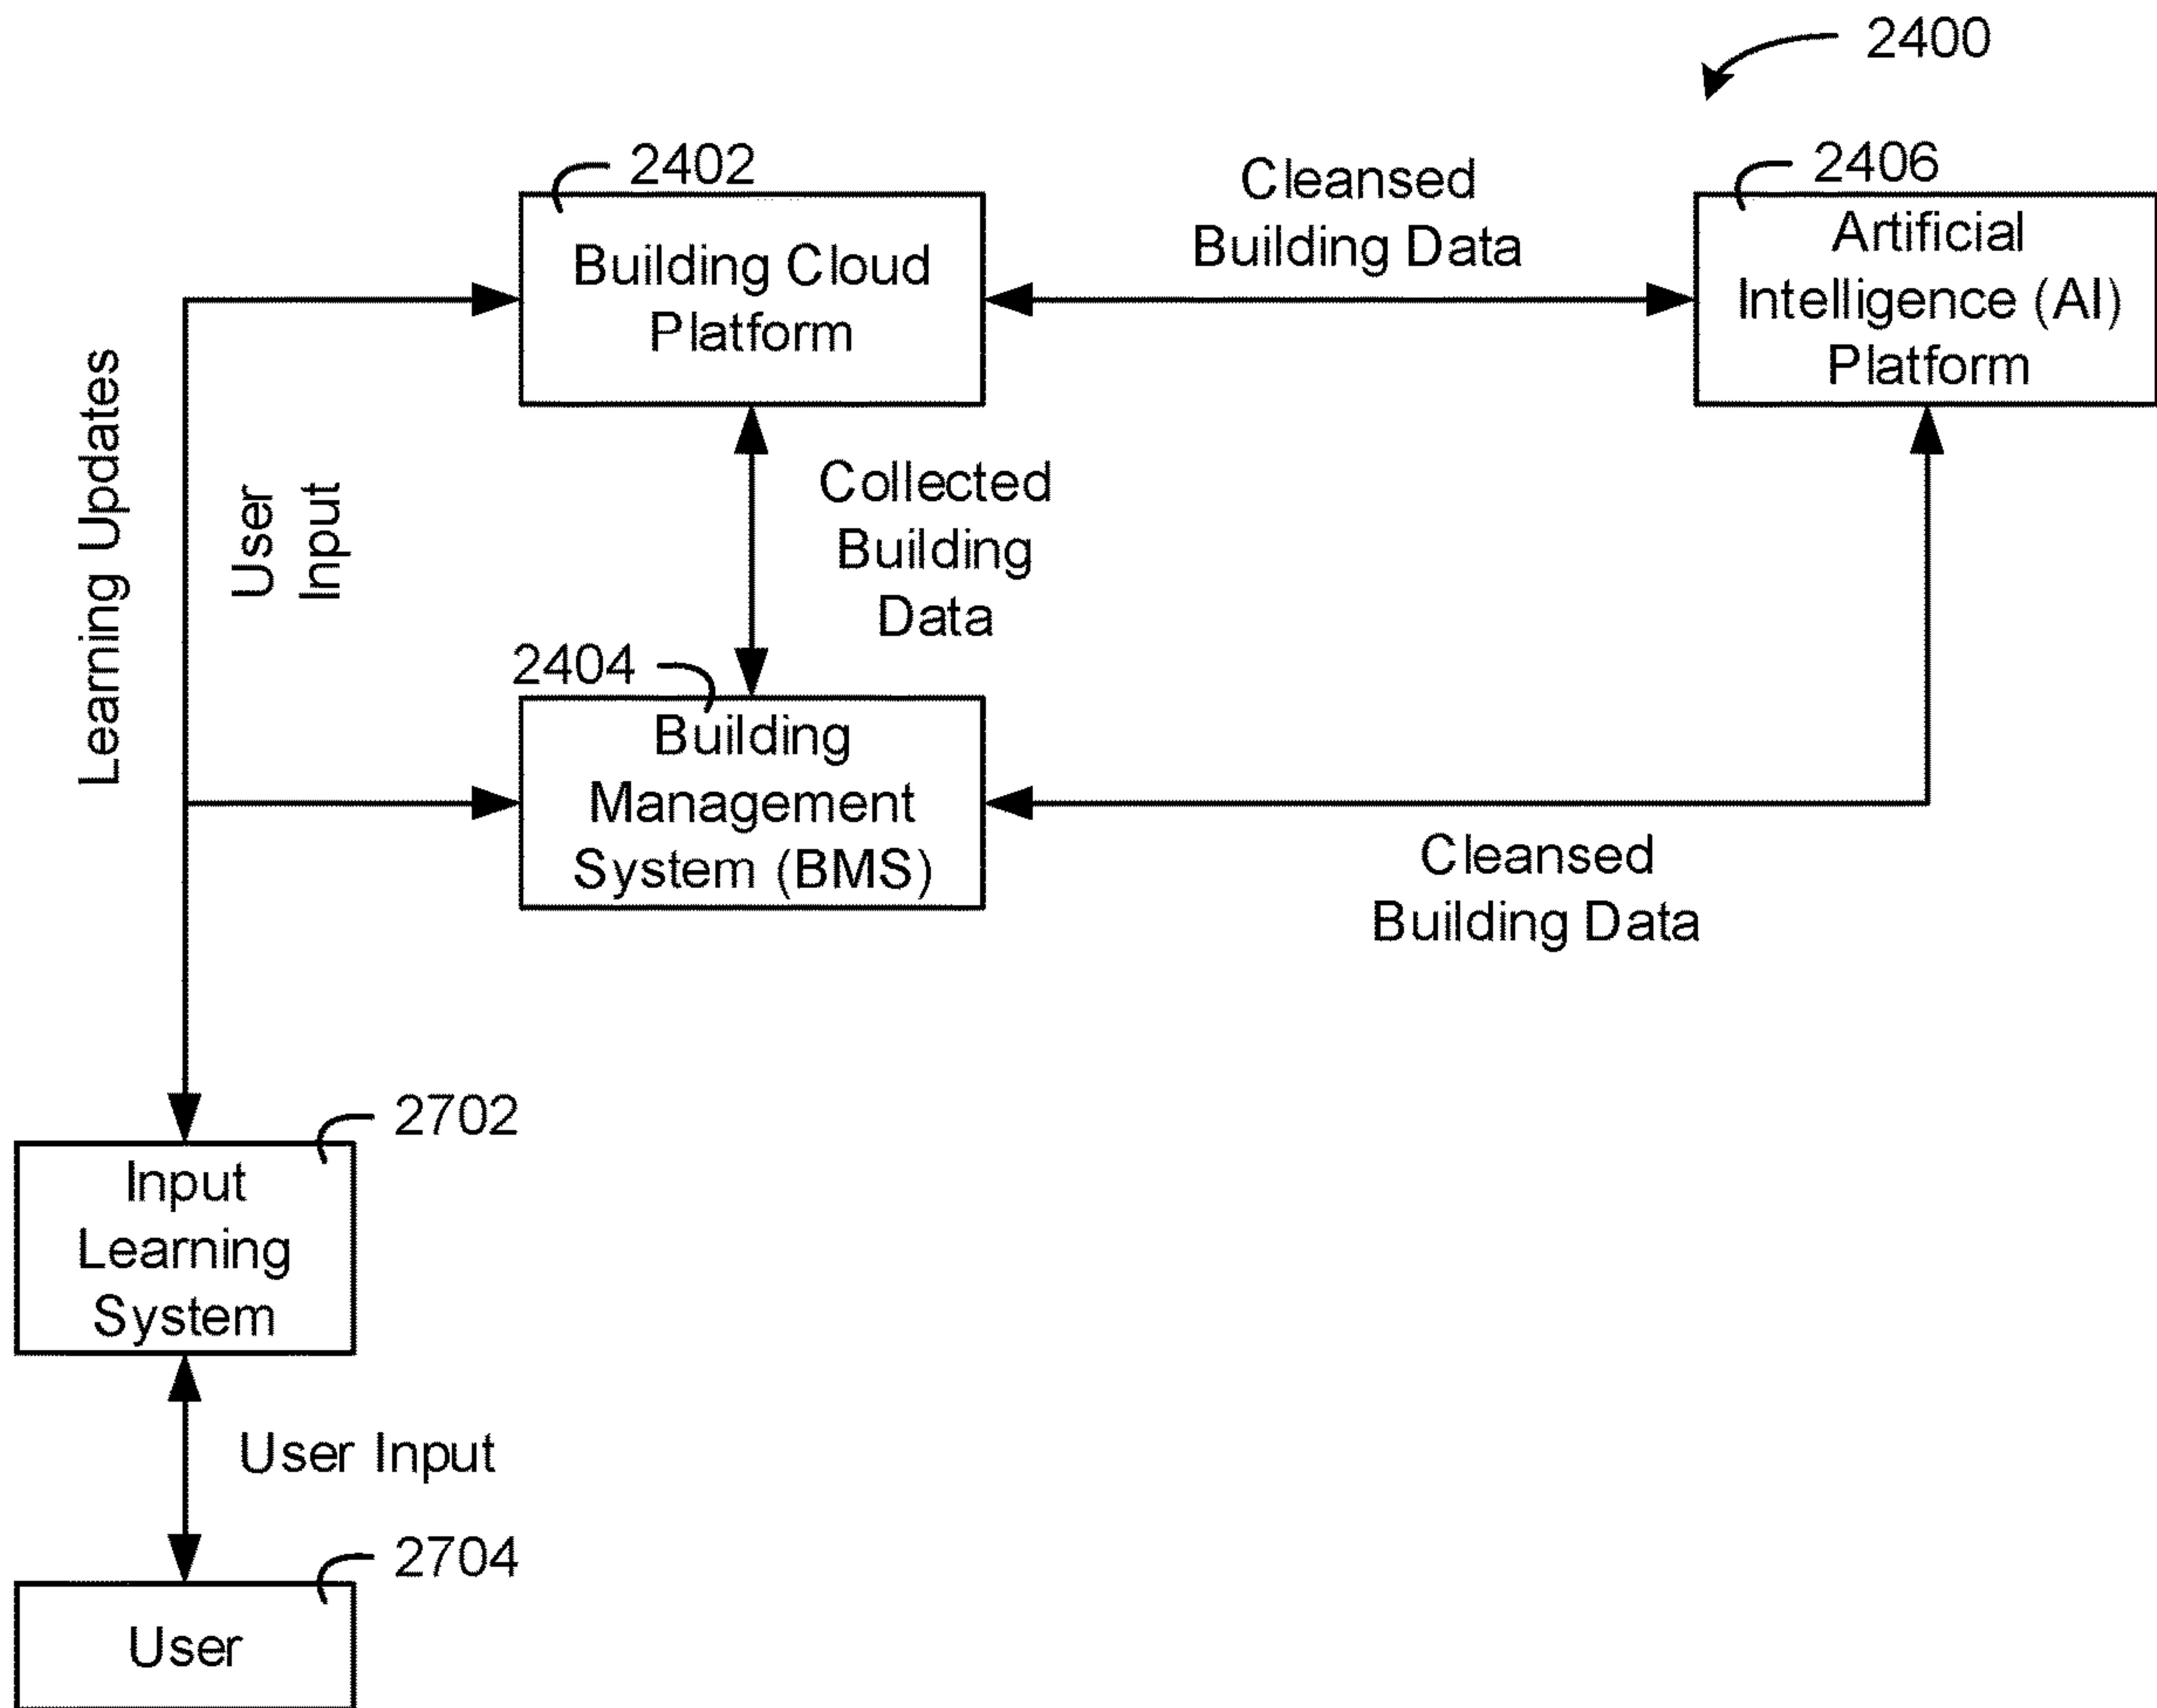 2400
2402
Building Cloud
Platform
Cleansed
Building Data
2406
Artificial
Intelligence (AI)
Platform
Learning Updates
User
Input
Collected
Building
Data
2404
Building
Management
System (BMS)
Cleansed
Building Data
2702
Input
Learning
System
User Input
2704
User